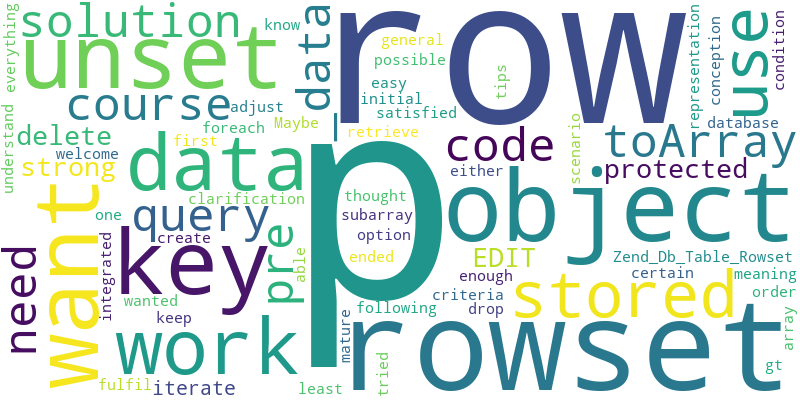 understand
everything
solution
unset
course
_data
row
p
general
possible
know
easy
initial
satisfied
tips
representation
conception
condition
use
database
adjust
foreach
Maybe
first
retrieve
delete
welcome
strong
data
clarification
code
either
toArray
scenario
protected
thought
subarray
option
object
want
one
query
create
key
pre
able
ended
EDIT
enough
Zend_Db_Table_Rowset
certain
meaning
need
integrated
wanted
keep
work
following
criteria
drop
stored
order
array
gt
mature
rowset
fulfil
iterate
least
tried